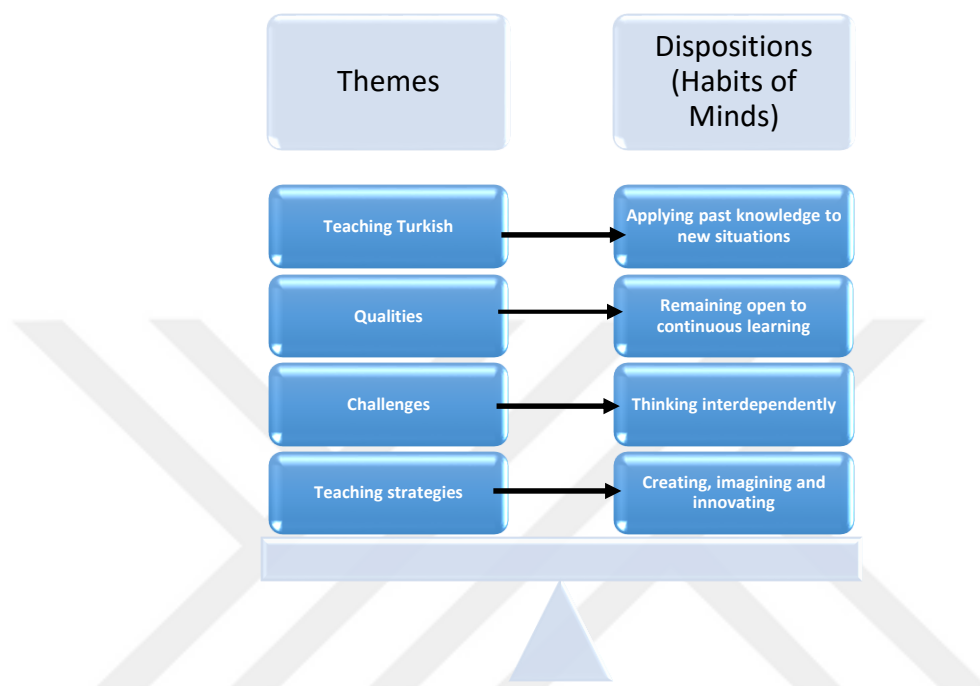 Themes
Dispositions
(Habits of
Minds)
Teaching Turkish
Applying past knowledge to
new situations
Qualities
Remaining open to
continuous learning
Challenges
Thinking interdependently
Teaching strategies
Creating, imagining and
innovating